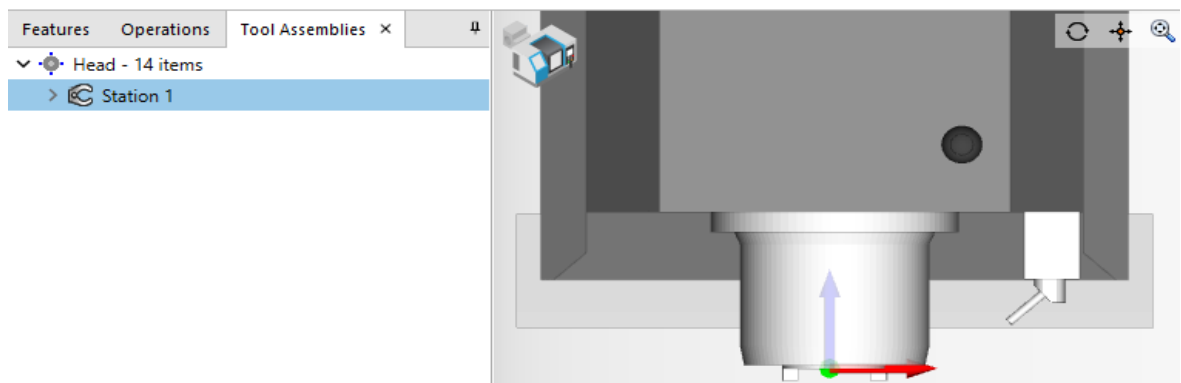 Features Operations Tool Assemblies ×
Head - 14 items
Station 1